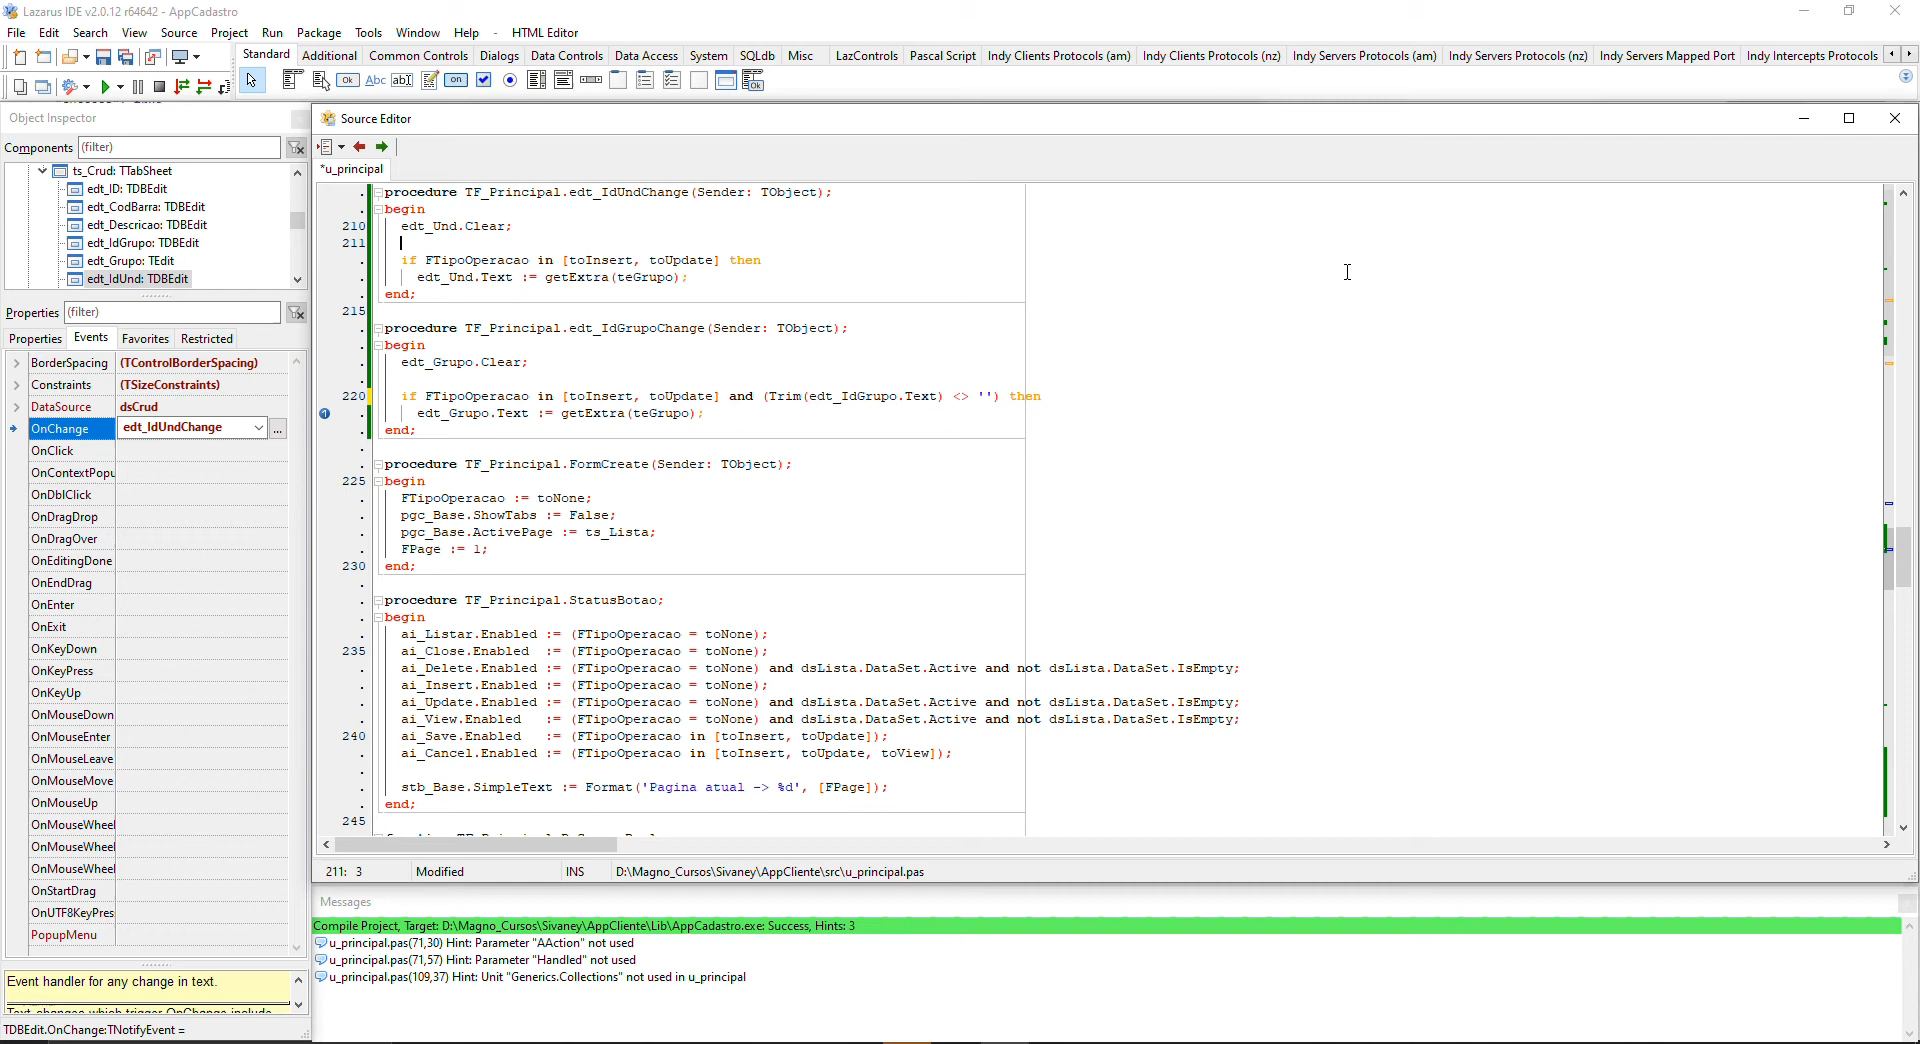 Lazarus IDE v2.0.12 r64642 - AppCadastro
File Edit Search View Source Project Run Package Tools Window Help - HTML Editor
Standard Additional Common Controls Dialogs Data Controls Data Access System SQLdb Misc LazControls Pascal Script Indy Clients Protocols (am) Indy Clients Protocols (nz) Indy Servers Protocols (am) Indy Servers Protocols (nz) Indy Servers Mapped Port Indy Intercepts Protocols
Ok Abc abI on Ok
Object Inspector
Components (filter)
ts_Crud: TTabSheet
edt_ID: TDBEdit
edt_CodBarra: TDBEdit
edt_Descricao: TDBEdit
edt_IdGrupo: TDBEdit
edt_Grupo: TEdit
edt_IdUnd: TDBEdit
Properties (filter)
Properties Events Favorites Restricted
BorderSpacing (TControlBorderSpacing)
Constraints (TSizeConstraints)
DataSource dsCrud
OnChange edt_IdUndChange ...
OnClick
OnContextPopu
OnDblClick
OnDragDrop
OnDragOver
OnEditingDone
OnEndDrag
OnEnter
OnExit
OnKeyDown
OnKeyPress
OnKeyUp
OnMouseDown
OnMouseEnter
OnMouseLeave
OnMouseMove
OnMouseUp
OnMouseWheel
OnMouseWheel
OnMouseWheel
OnStartDrag
OnUTF8KeyPres
PopupMenu
Event handler for any change in text.
Text changes which trigger OnChange include
TDBEdit.OnChange:TNotifyEvent =
Source Editor
*u_principal
procedure TF_Principal.edt_IdUndChange(Sender: TObject);
begin
210 edt_Und.Clear;
211
if FTipoOperacao in [toInsert, toUpdate] then
edt_Und.Text := getExtra(teGrupo);
end;
215
procedure TF_Principal.edt_IdGrupoChange(Sender: TObject);
begin
edt_Grupo.Clear;
220 if FTipoOperacao in [toInsert, toUpdate] and (Trim(edt_IdGrupo.Text) <> '') then
edt_Grupo.Text := getExtra(teGrupo);
end;
procedure TF_Principal.FormCreate(Sender: TObject);
225 begin
FTipoOperacao := toNone;
pgc_Base.ShowTabs := False;
pgc_Base.ActivePage := ts_Lista;
FPage := 1;
230 end;
procedure TF_Principal.StatusBotao;
begin
ai_Listar.Enabled := (FTipoOperacao = toNone);
235 ai_Close.Enabled := (FTipoOperacao = toNone);
ai_Delete.Enabled := (FTipoOperacao = toNone) and dsLista.DataSet.Active and not dsLista.DataSet.IsEmpty;
ai_Insert.Enabled := (FTipoOperacao = toNone);
ai_Update.Enabled := (FTipoOperacao = toNone) and dsLista.DataSet.Active and not dsLista.DataSet.IsEmpty;
ai_View.Enabled := (FTipoOperacao = toNone) and dsLista.DataSet.Active and not dsLista.DataSet.IsEmpty;
240 ai_Save.Enabled := (FTipoOperacao in [toInsert, toUpdate]);
ai_Cancel.Enabled := (FTipoOperacao in [toInsert, toUpdate, toView]);
stb_Base.SimpleText := Format('Pagina atual -> %d', [FPage]);
end;
245
211: 3 Modified INS D:\Magno_Cursos\Sivaney\AppCliente\src\u_principal.pas
Messages
Compile Project, Target: D:\Magno_Cursos\Sivaney\AppCliente\Lib\AppCadastro.exe: Success, Hints: 3
u_principal.pas(71,30) Hint: Parameter "AAction" not used
u_principal.pas(71,57) Hint: Parameter "Handled" not used
u_principal.pas(109,37) Hint: Unit "Generics.Collections" not used in u_principal